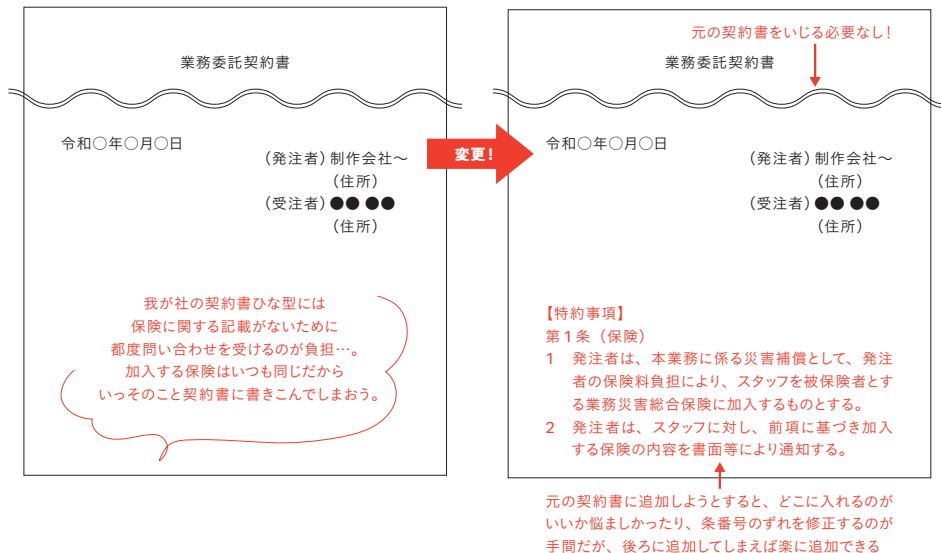 業務委託契約書
令和○年○月○日
(発注者) 制作会社～
(住所)
(受注者) ●● ●●
(住所)
我が社の契約書ひな型には
保険に関する記載がないために
都度問い合わせを受けるのが負担…。
加入する保険はいつも同じだから
いっそのこと契約書に書きこんでしまおう。
変更！
元の契約書をいじる必要なし！
業務委託契約書
令和○年○月○日
(発注者) 制作会社～
(住所)
(受注者) ●● ●●
(住所)
【特約事項】
第1条（保険）
1　発注者は、本業務に係る災害補償として、発注
者の保険料負担により、スタッフを被保険者とす
る業務災害総合保険に加入するものとする。
2　発注者は、スタッフに対し、前項に基づき加入
する保険の内容を書面等により通知する。
元の契約書に追加しようとすると、どこに入れるのが
いいか悩ましかったり、条番号のずれを修正するのが
手間だが、後ろに追加してしまえば楽に追加できる